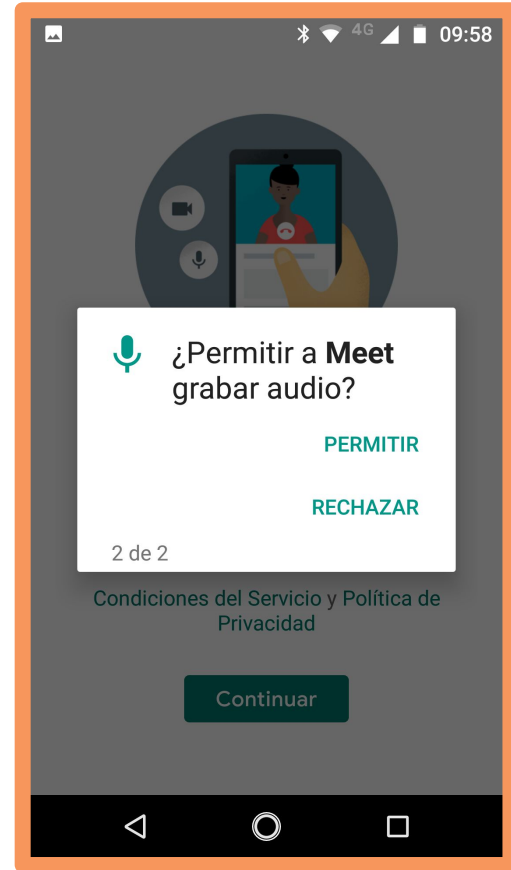 4G 09:58
¿Permitir a Meet
grabar audio?
PERMITIR
RECHAZAR
2 de 2
Condiciones del Servicio y Política de
Privacidad
Continuar